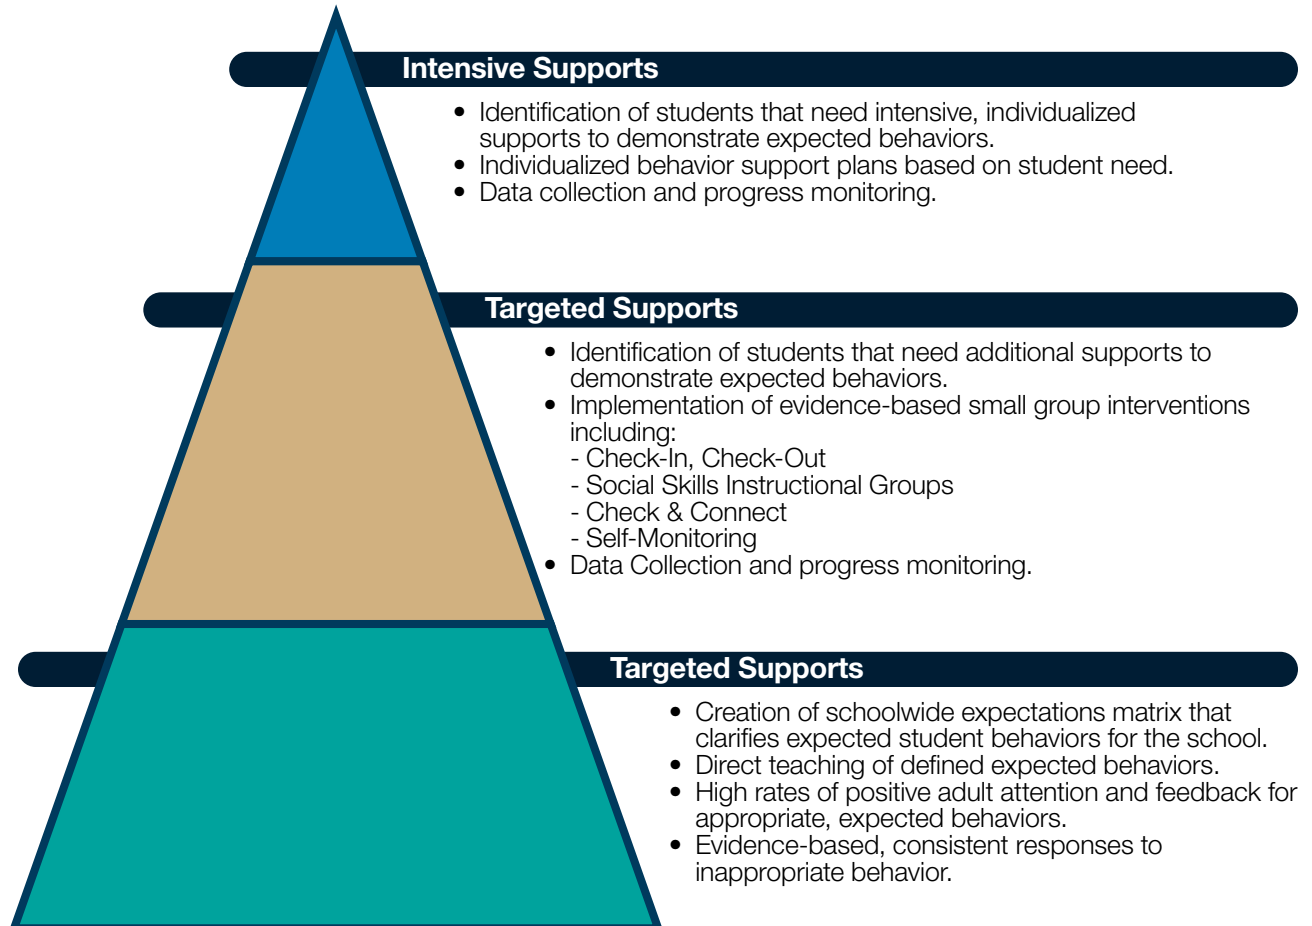 Intensive Supports
• Identification of students that need intensive, individualized
supports to demonstrate expected behaviors.
• Individualized behavior support plans based on student need.
• Data collection and progress monitoring.
Targeted Supports
• Identification of students that need additional supports to
demonstrate expected behaviors.
• Implementation of evidence-based small group interventions
including:
- Check-In, Check-Out
- Social Skills Instructional Groups
- Check & Connect
- Self-Monitoring
• Data Collection and progress monitoring.
Targeted Supports
• Creation of schoolwide expectations matrix that
clarifies expected student behaviors for the school.
• Direct teaching of defined expected behaviors.
• High rates of positive adult attention and feedback for
appropriate, expected behaviors.
• Evidence-based, consistent responses to
inappropriate behavior.